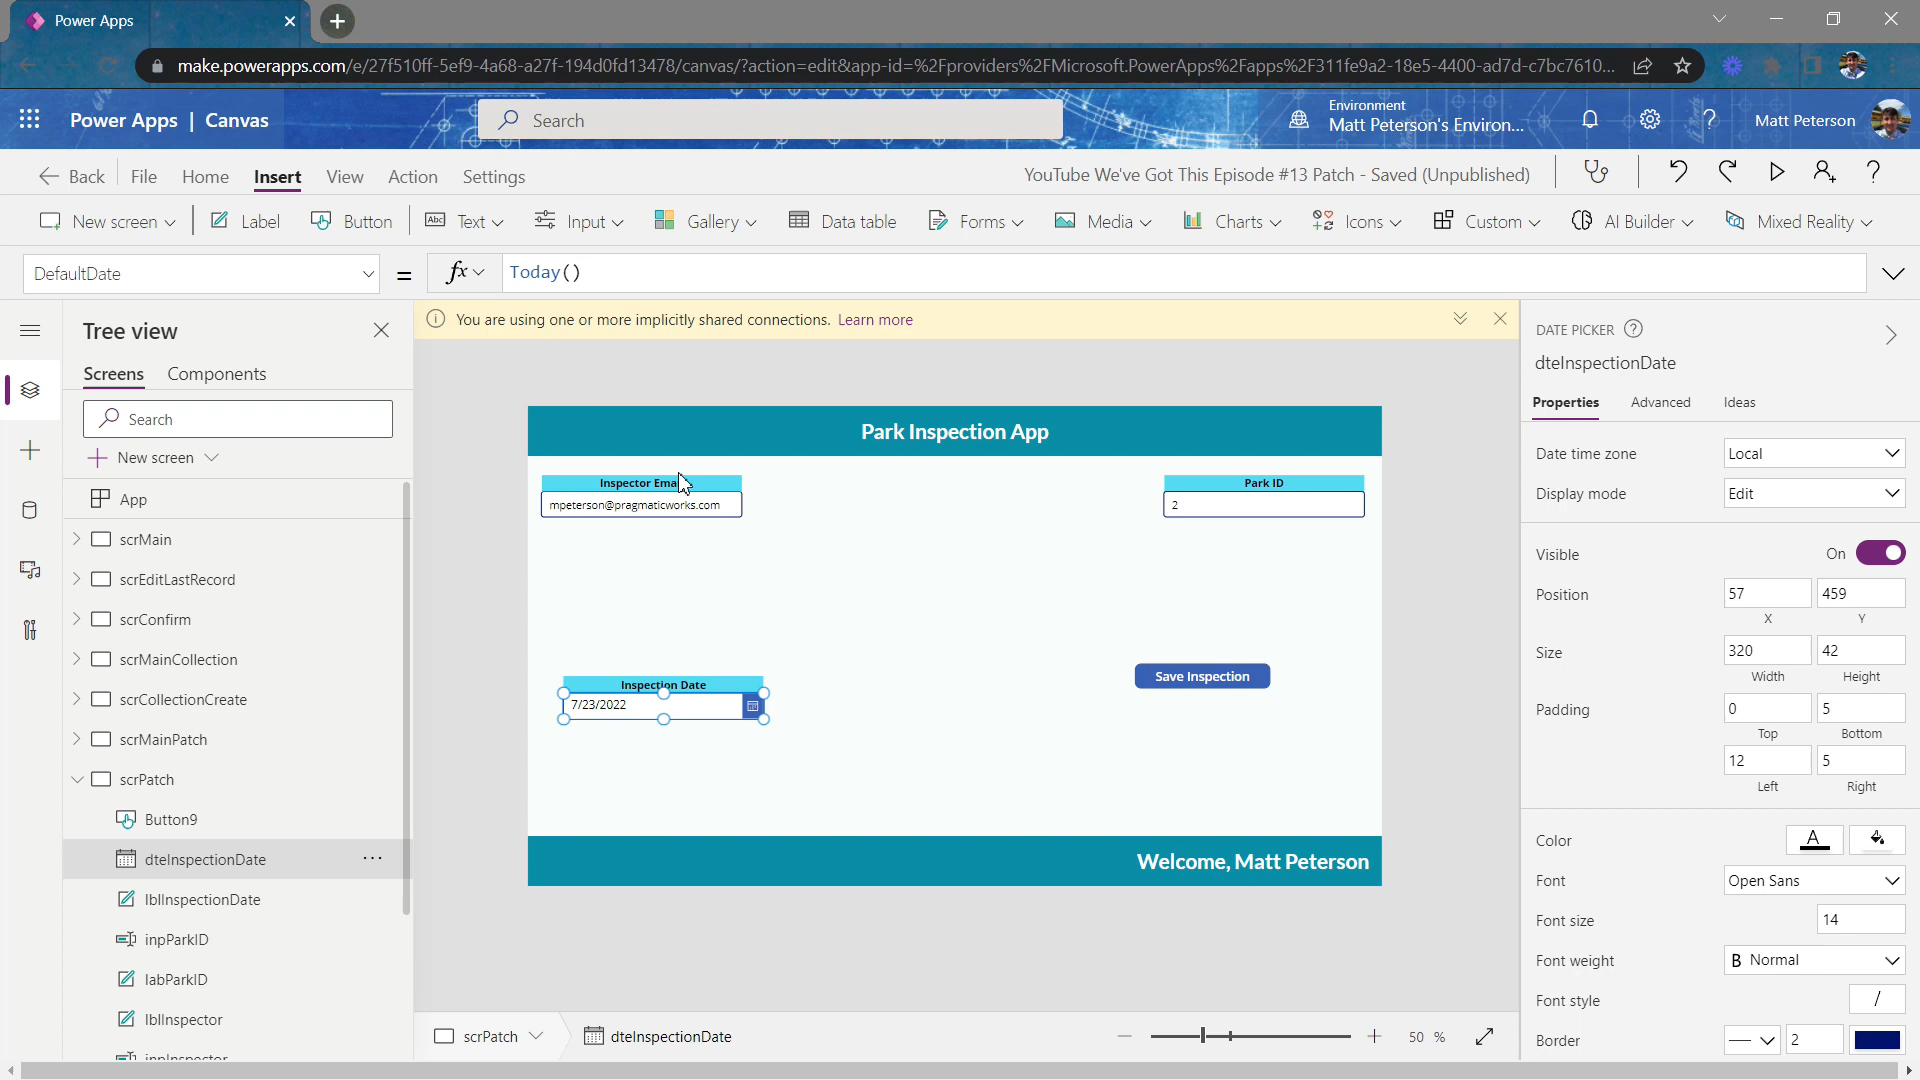 Power Apps
make.powerapps.com/e/27f510ff-5ef9-4a68-a27f-194d0fd13478/canvas/?action=edit&app-id=%2Fproviders%2FMicrosoft.PowerApps%2Fapps%2F311fe9a2-18e5-4400-ad7d-c7bc7610...
Power Apps | Canvas
Search
Environment
Matt Peterson's Environ...
Matt Peterson
Back
File
Home
Insert
View
Action
Settings
YouTube We've Got This Episode #13 Patch - Saved (Unpublished)
New screen
Label
Button
Text
Input
Gallery
Data table
Forms
Media
Charts
Icons
Custom
AI Builder
Mixed Reality
DefaultDate
=
fx
Today()
Tree view
Screens
Components
Search
New screen
App
scrMain
scrEditLastRecord
scrConfirm
scrMainCollection
scrCollectionCreate
scrMainPatch
scrPatch
Button9
dteInspectionDate
lblInspectionDate
inpParkID
labParkID
lblInspector
inpInspector
You are using one or more implicitly shared connections. Learn more
Park Inspection App
Inspector Ema
mpeterson@pragmaticworks.com
Park ID
2
Inspection Date
7/23/2022
Save Inspection
Welcome, Matt Peterson
scrPatch
dteInspectionDate
50 %
DATE PICKER
dteInspectionDate
Properties
Advanced
Ideas
Date time zone
Local
Display mode
Edit
Visible
On
Position
57
459
X
Y
Size
320
42
Width
Height
Padding
0
5
Top
Bottom
12
5
Left
Right
Color
A
Font
Open Sans
Font size
14
Font weight
B Normal
Font style
/
Border
2